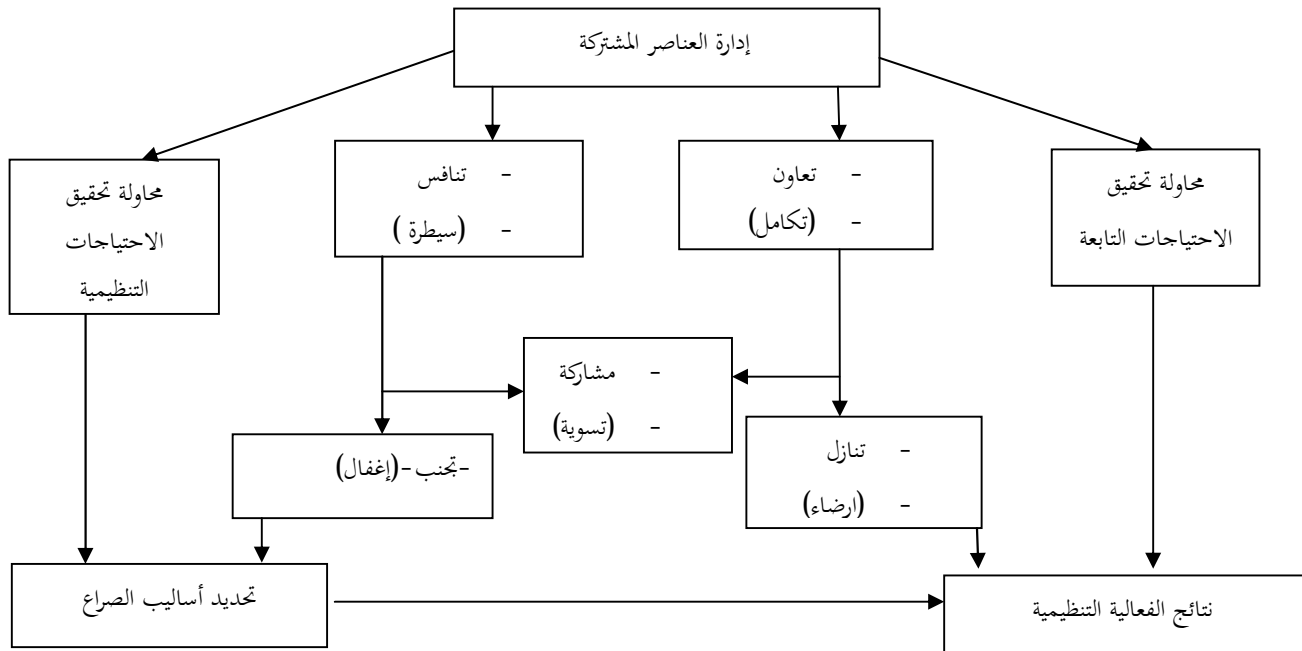 إدارة العناصر المشتركة
محاولة تحقيق
الاحتياجات التابعة
- تعاون
- (تكامل)
- تنافس
- (سيطرة )
محاولة تحقيق
الاحتياجات
التنظيمية
- مشاركة
- (تسوية)
- تنازل
- (ارضاء)
-تجنب-(إغفال)
تحديد أساليب الصراع
نتائج الفعالية التنظيمية